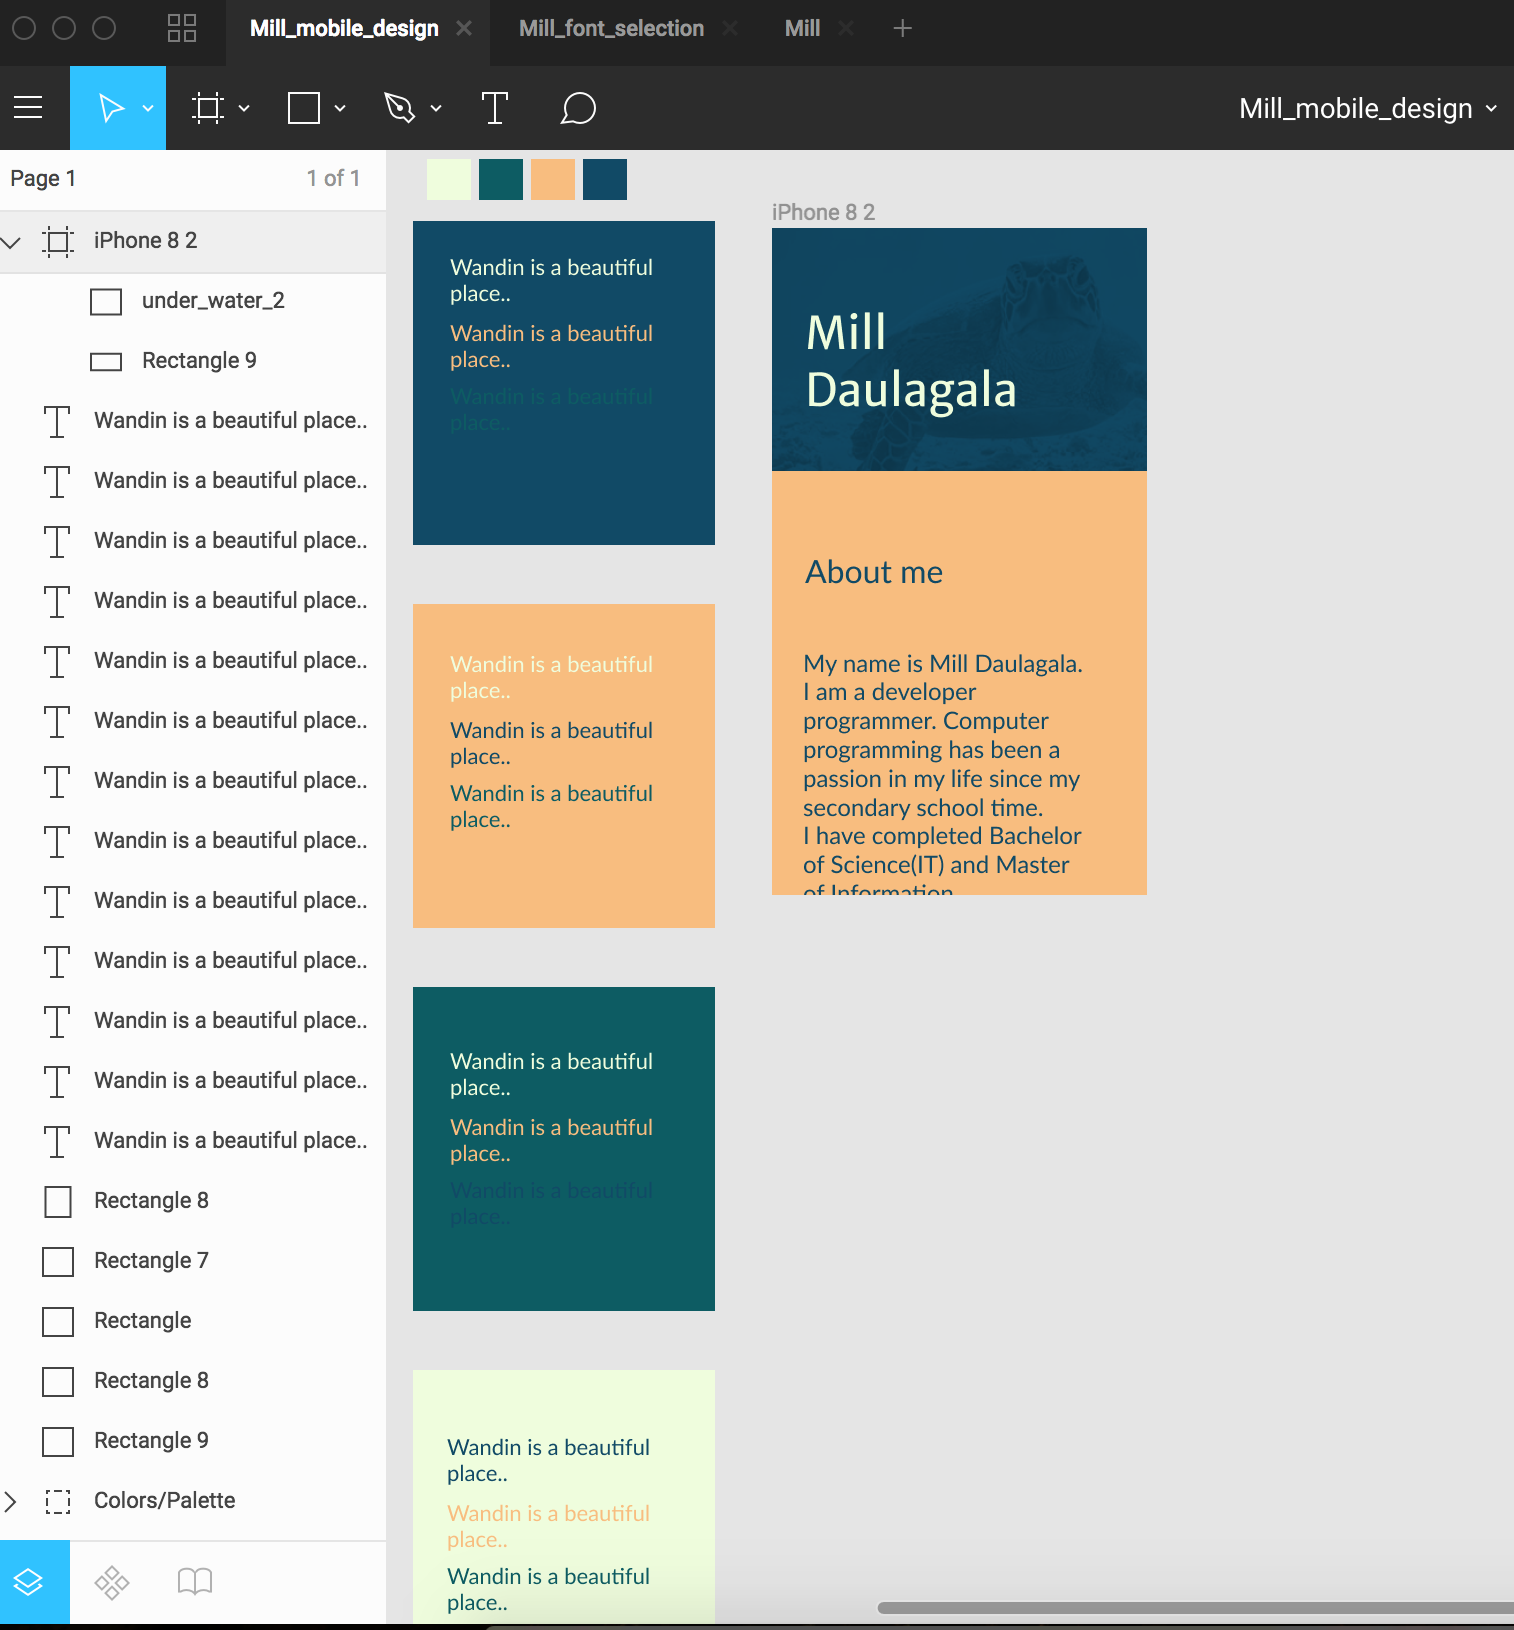 Mill_mobile_design
Mill_font_selection
Mill
Mill_mobile_design
Page 1
1 of 1
iPhone 8 2
under_water_2
Rectangle 9
Wandin is a beautiful place..
Wandin is a beautiful place..
Wandin is a beautiful place..
Wandin is a beautiful place..
Wandin is a beautiful place..
Wandin is a beautiful place..
Wandin is a beautiful place..
Wandin is a beautiful place..
Wandin is a beautiful place..
Wandin is a beautiful place..
Wandin is a beautiful place..
Wandin is a beautiful place..
Wandin is a beautiful place..
Rectangle 8
Rectangle 7
Rectangle
Rectangle 8
Rectangle 9
Colors/Palette
Wandin is a beautiful
place..
Wandin is a beautiful
place..
Wandin is a beautiful
place..
Wandin is a beautiful
place..
Wandin is a beautiful
place..
Wandin is a beautiful
place..
Wandin is a beautiful
place..
Wandin is a beautiful
place..
Wandin is a beautiful
place..
Wandin is a beautiful
place..
Wandin is a beautiful
place..
Wandin is a beautiful
place..
iPhone 8 2
Mill
Daulagala
About me
My name is Mill Daulagala.
I am a developer
programmer. Computer
programming has been a
passion in my life since my
secondary school time.
I have completed Bachelor
of Science(IT) and Master
of Information